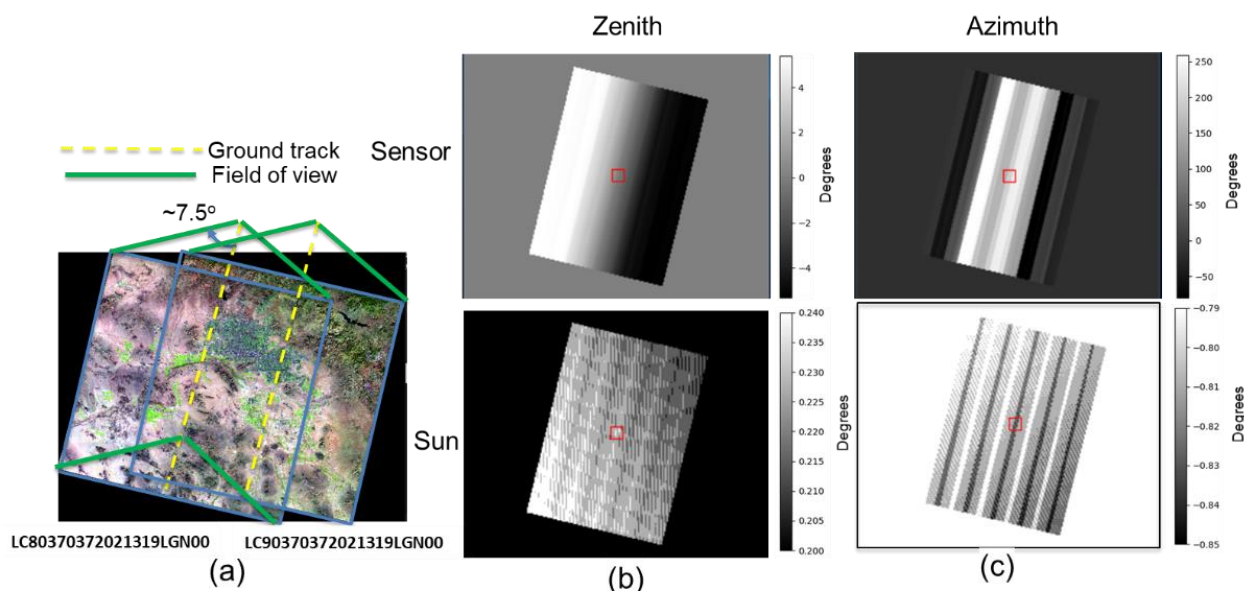 Zenith
Azimuth
Ground track
Field of view
~7.5°
Sensor
Sun
4
2
0
−2
−4
Degrees
250
200
150
100
50
0
−50
Degrees
0.240
0.235
0.230
0.225
0.220
0.215
0.210
0.205
0.200
Degrees
−0.79
−0.80
−0.81
−0.82
−0.83
−0.84
−0.85
Degrees
LC80370372021319LGN00
LC90370372021319LGN00
(a)
(b)
(c)